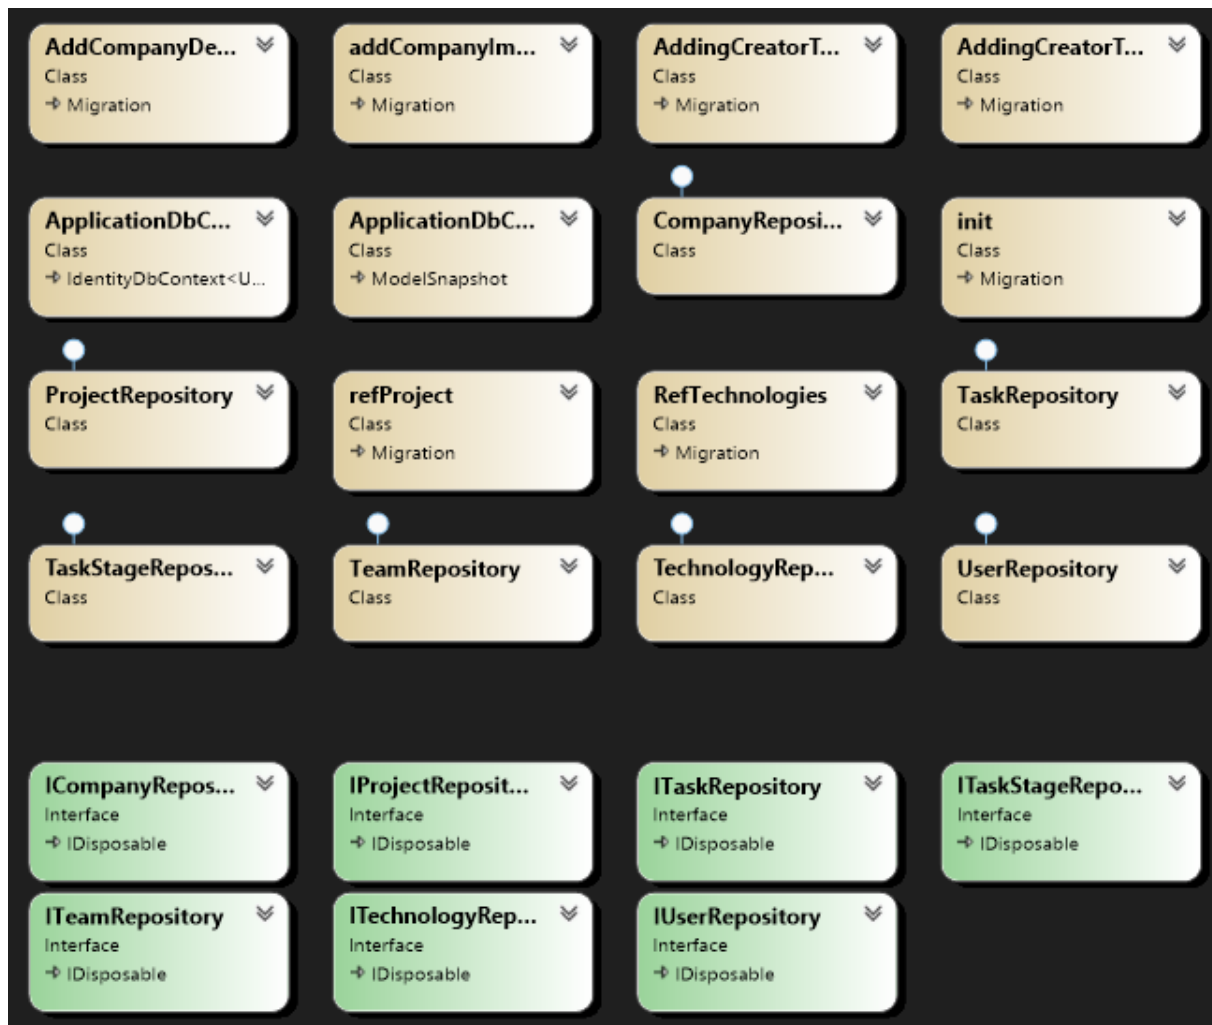 AddCompanyDe...
Class
Migration
addCompanyIm...
Class
Migration
AddingCreatorT...
Class
Migration
AddingCreatorT...
Class
Migration
ApplicationDbC...
Class
IdentityDbContext<U...
ApplicationDbC...
Class
ModelSnapshot
CompanyReposi...
Class
init
Class
Migration
ProjectRepository
Class
refProject
Class
Migration
RefTechnologies
Class
Migration
TaskRepository
Class
TaskStageRepos...
Class
TeamRepository
Class
TechnologyRep...
Class
UserRepository
Class
ICompanyRepos...
Interface
IDisposable
IProjectReposit...
Interface
IDisposable
ITaskRepository
Interface
IDisposable
ITaskStageRepo...
Interface
IDisposable
ITeamRepository
Interface
IDisposable
ITechnologyRep...
Interface
IDisposable
IUserRepository
Interface
IDisposable